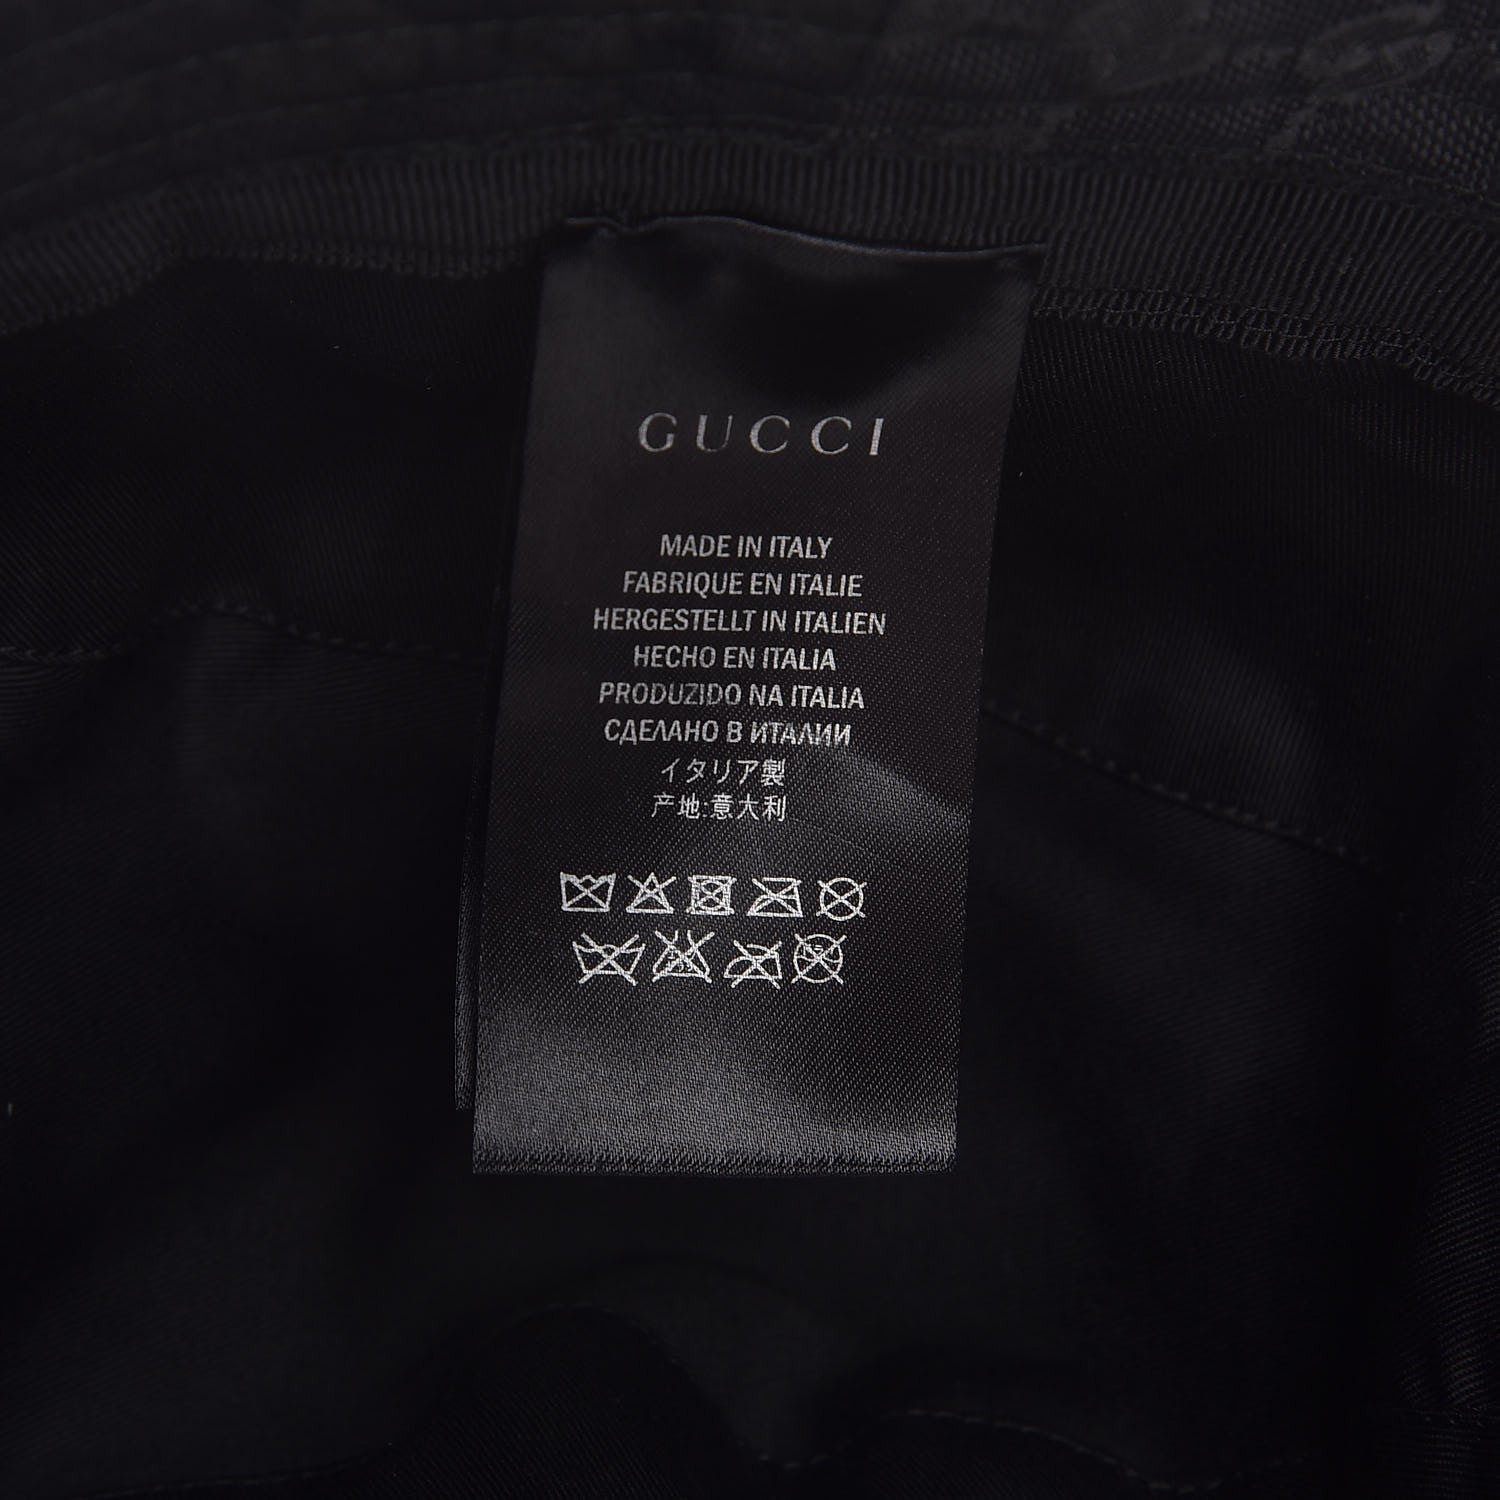 GUCCI
MADE IN ITALY
FABRIQUE EN ITALIE
HERGESTELLT IN ITALIEN
HECHO EN ITALIA
PRODUZIDO NA ITALIA
СДЕЛАНО В ИТАЛИИ
イタリア製
产地:意大利